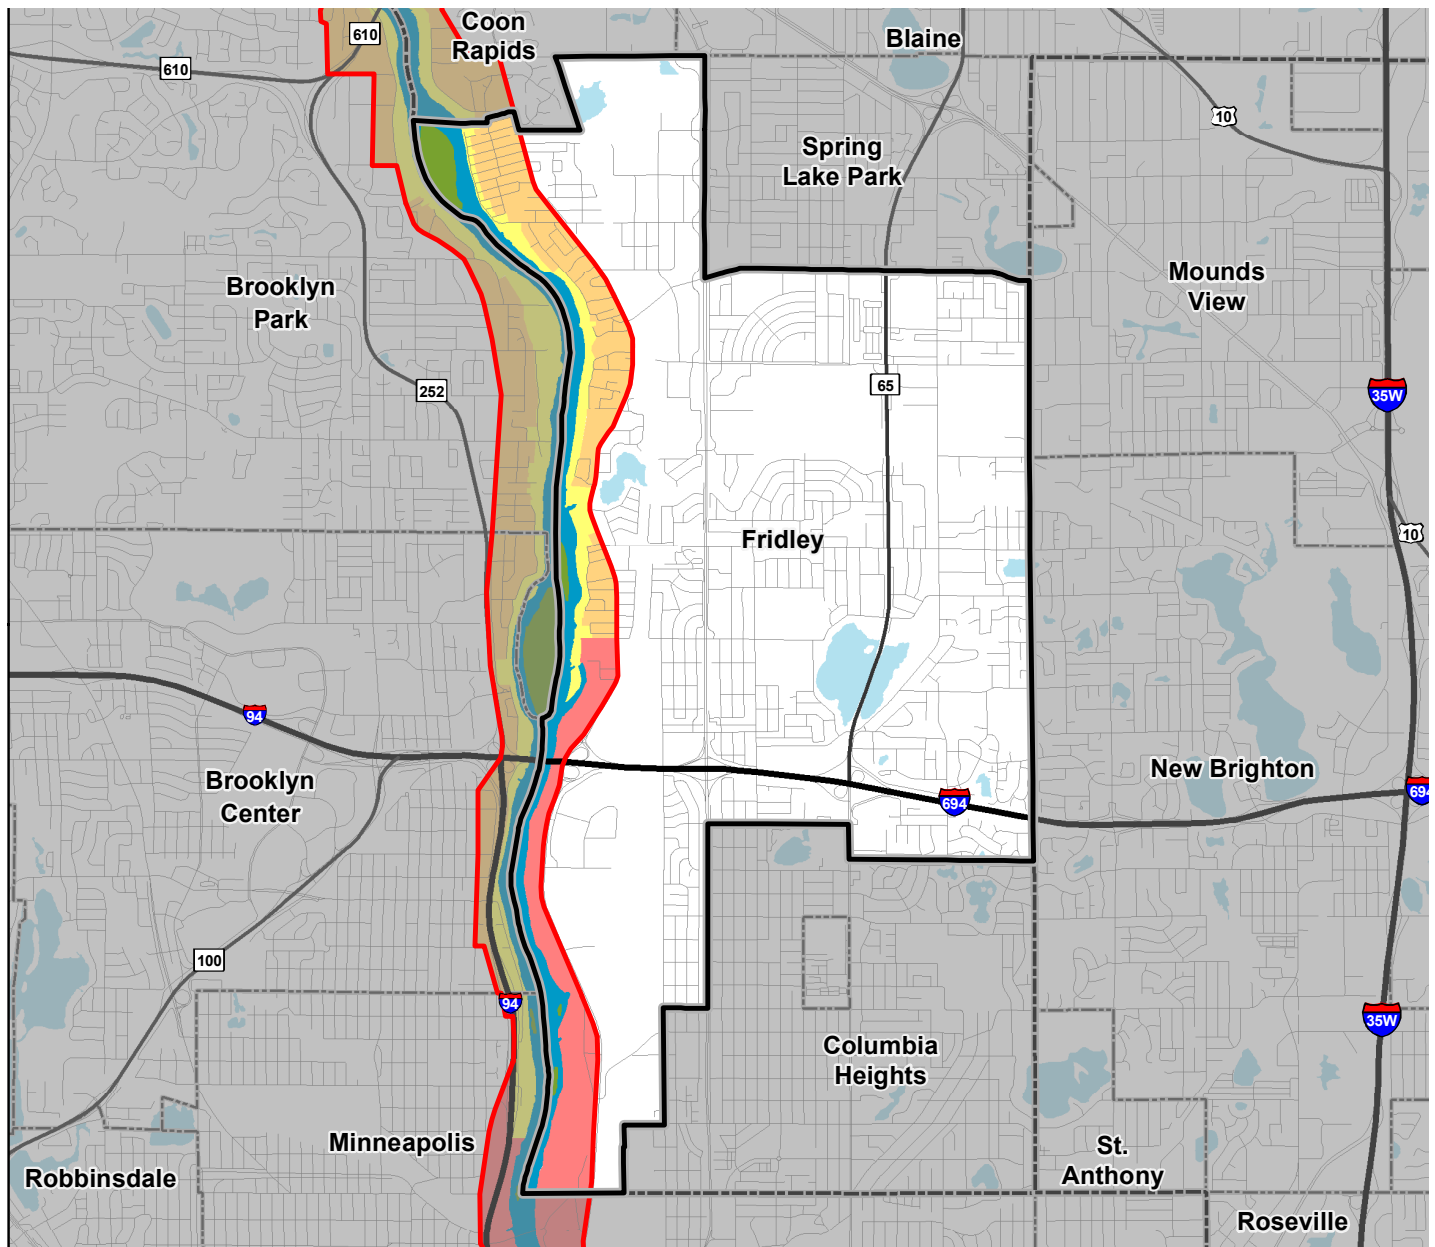 Coon
Rapids
610
Blaine
610
10
Spring
Lake Park
Mounds
View
Brooklyn
Park
252
65
35W
Fridley
10
94
New Brighton
Brooklyn
Center
694
694
100
94
35W
Columbia
Heights
Minneapolis
St.
Anthony
Robbinsdale
Roseville